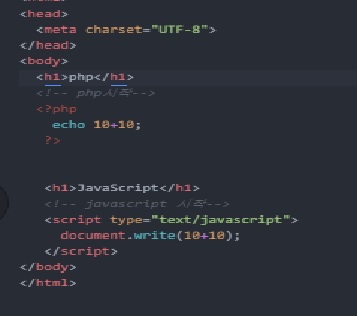 <head>
<meta charset="UTF-8">
</head>
<body>
<h1>php</h1>
<!-- php시작-->
<?php
echo 10+10;
?>
<h1>JavaScript</h1>
<!-- javascript 시작-->
<script type="text/javascript">
document.write(10+10);
</script>
</body>
</html>